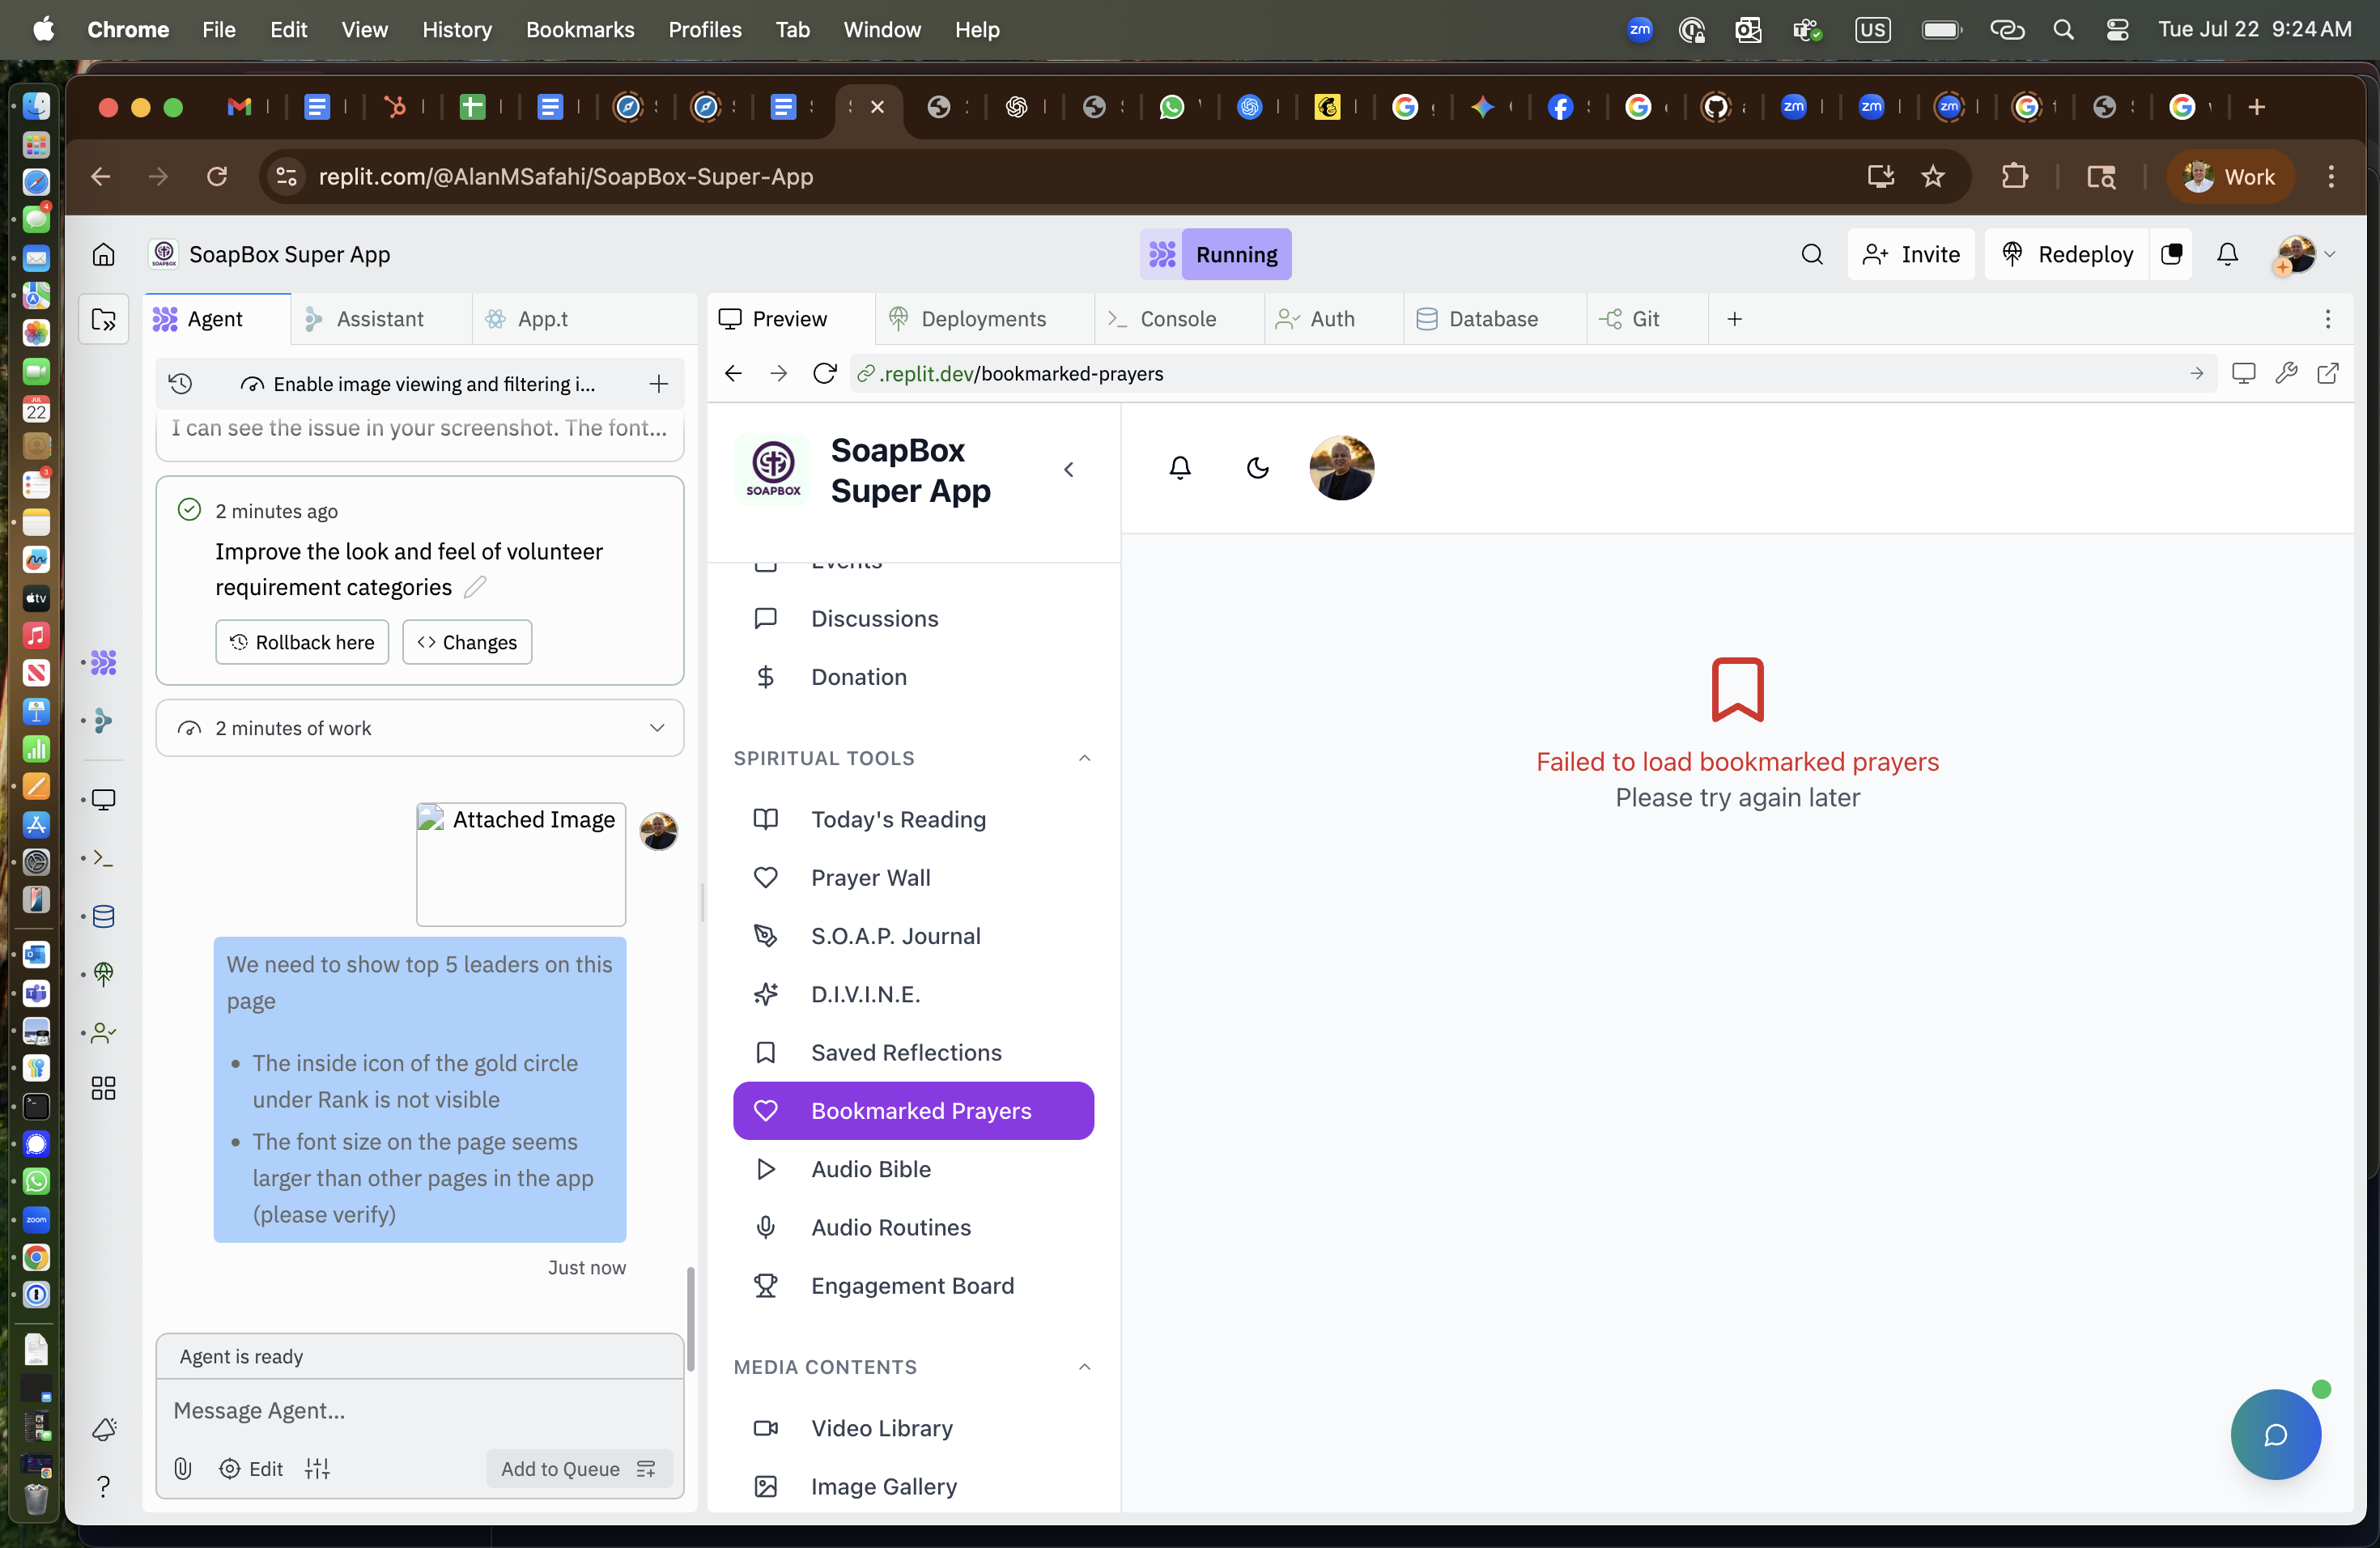 Chrome File Edit View History Bookmarks Profiles Tab Window Help
zm US Tue Jul 22 9:24 AM
replit.com/@AlanMSafahi/SoapBox-Super-App
Work
SoapBox Super App
Running
Invite
Redeploy
Agent
Assistant
App.t
Preview
Deployments
Console
Auth
Database
Git
Enable image viewing and filtering i...
.replit.dev/bookmarked-prayers
I can see the issue in your screenshot. The font...
2 minutes ago
Improve the look and feel of volunteer
requirement categories
Rollback here
Changes
2 minutes of work
Attached Image
We need to show top 5 leaders on this
page
The inside icon of the gold circle
under Rank is not visible
The font size on the page seems
larger than other pages in the app
(please verify)
Just now
Agent is ready
Message Agent...
Edit
Add to Queue
SOAPBOX
SoapBox
Super App
Events
Discussions
Donation
SPIRITUAL TOOLS
Today's Reading
Prayer Wall
S.O.A.P. Journal
D.I.V.I.N.E.
Saved Reflections
Bookmarked Prayers
Audio Bible
Audio Routines
Engagement Board
MEDIA CONTENTS
Video Library
Image Gallery
Failed to load bookmarked prayers
Please try again later